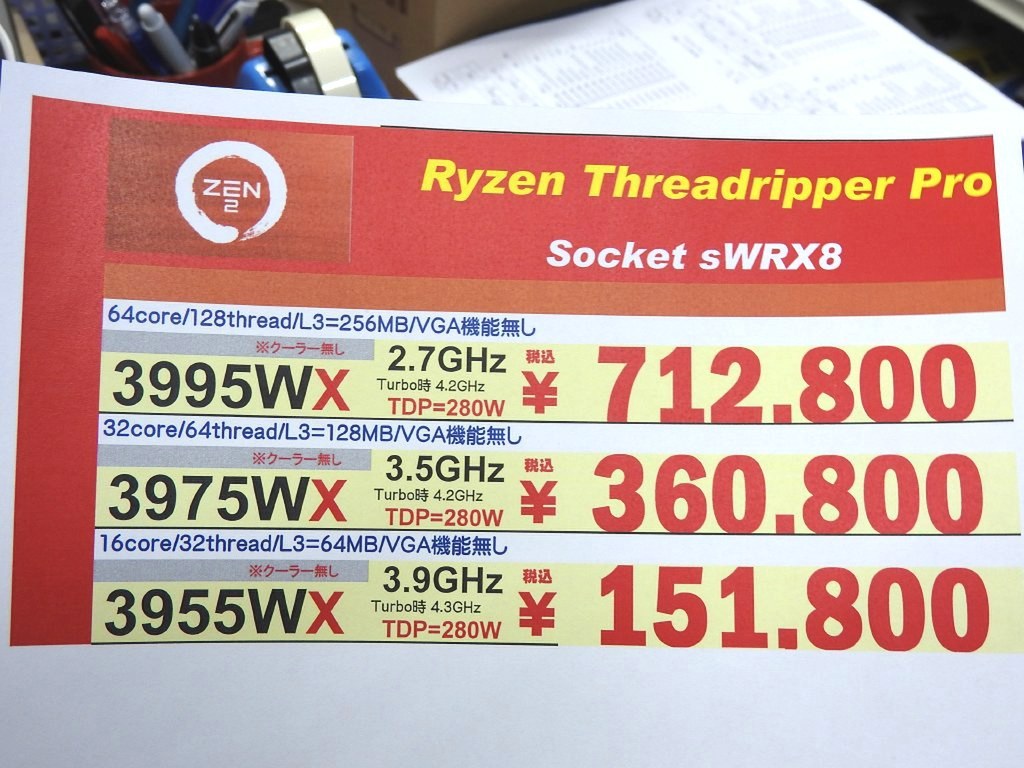 ZEN
2
Ryzen Threadripper Pro
Socket sWRX8
64core/128thread/L3=256MB/VGA機能無し
※クーラー無し
3995WX
2.7GHz
Turbo時 4.2GHz
TDP=280W
税込
¥ 712.800
32core/64thread/L3=128MB/VGA機能無し
※クーラー無し
3975WX
3.5GHz
Turbo時 4.2GHz
TDP=280W
税込
¥ 360.800
16core/32thread/L3=64MB/VGA機能無し
※クーラー無し
3955WX
3.9GHz
Turbo時 4.3GHz
TDP=280W
税込
¥ 151.800